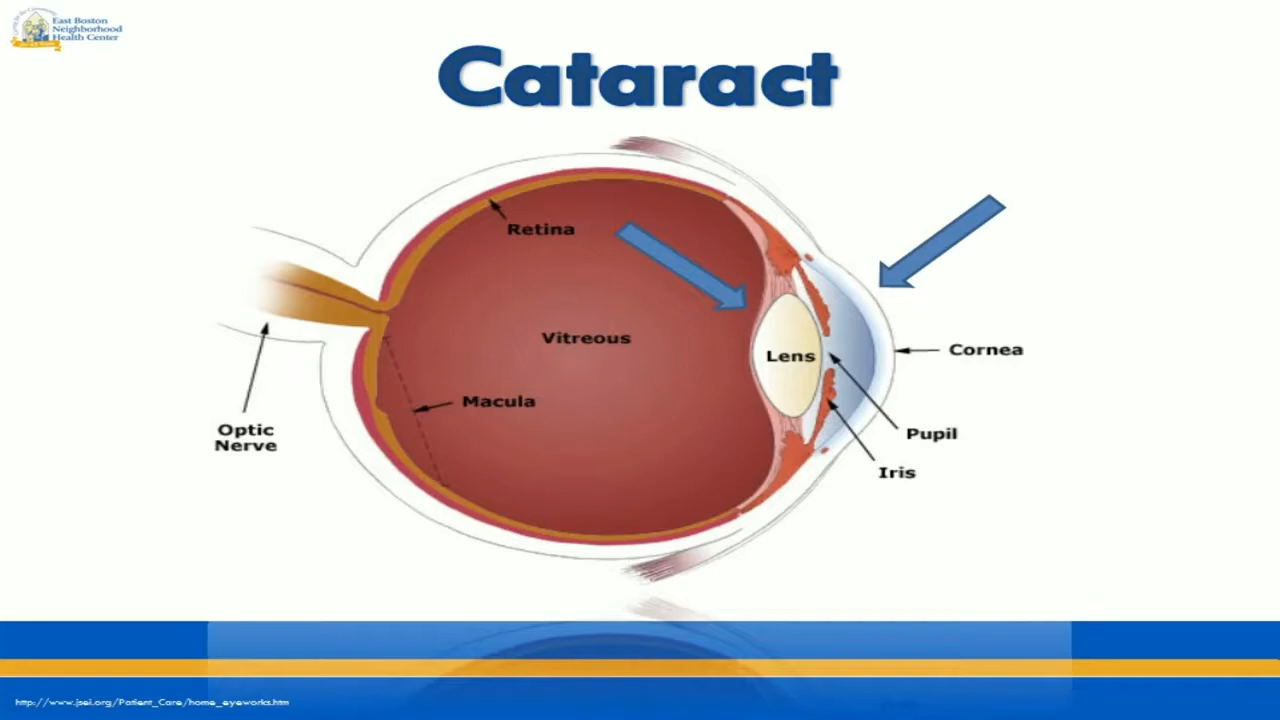 East Boston
Neighborhood
Health Center
Cataract
Retina
Vitreous
Lens
Cornea
Macula
Optic
Nerve
Pupil
Iris
http://www.jsei.org/Patient_Care/home_eyeworks.htm